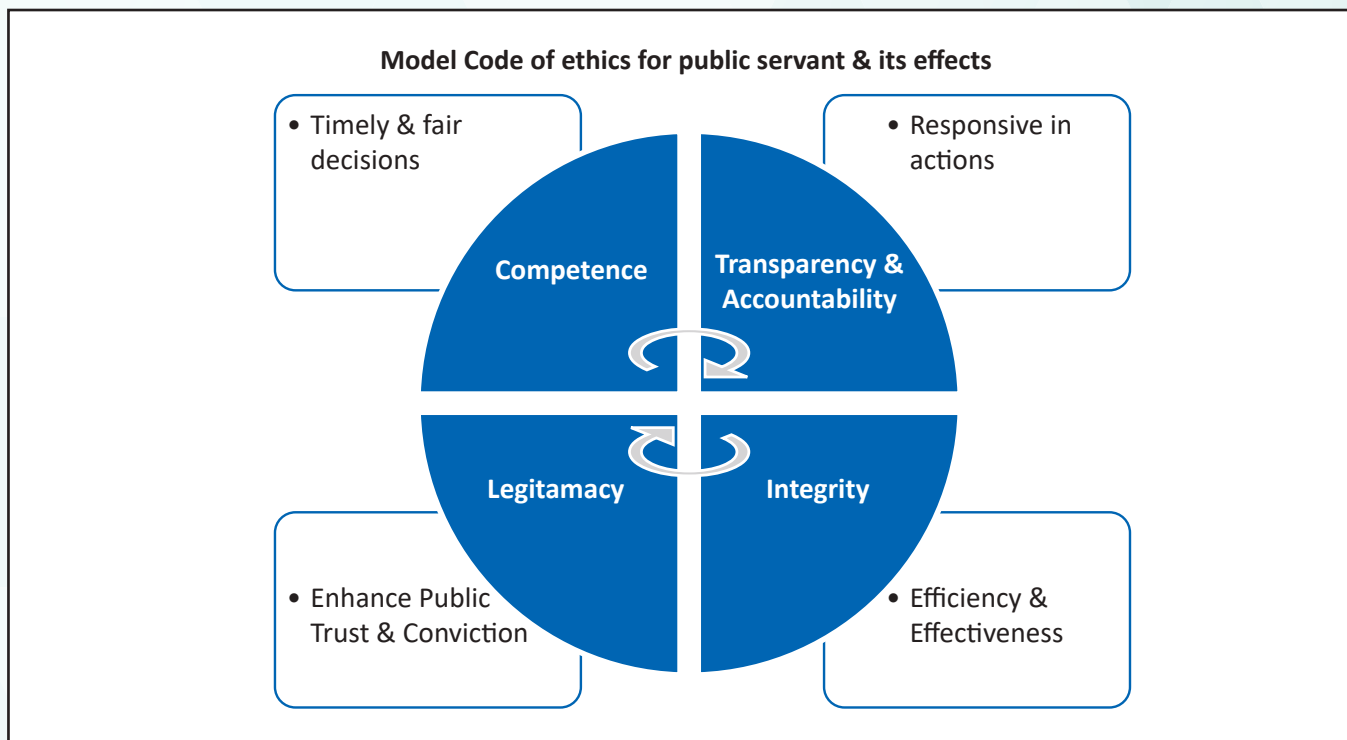 Model Code of ethics for public servant & its effects
• Timely & fair
decisions
• Responsive in
actions
Competence
Transparency &
Accountability
Legitamacy
Integrity
• Enhance Public
Trust & Conviction
• Efficiency &
Effectiveness